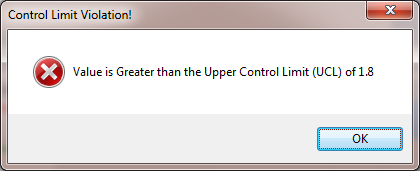 Control Limit Violation!
Value is Greater than the Upper Control Limit (UCL) of 1.8
OK